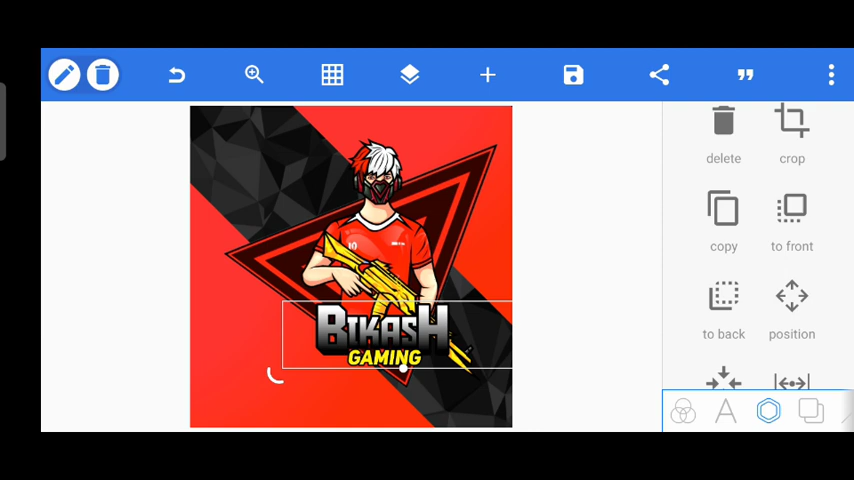 delete
crop
copy
to front
to back
position
10
BIKASH
GAMING
A